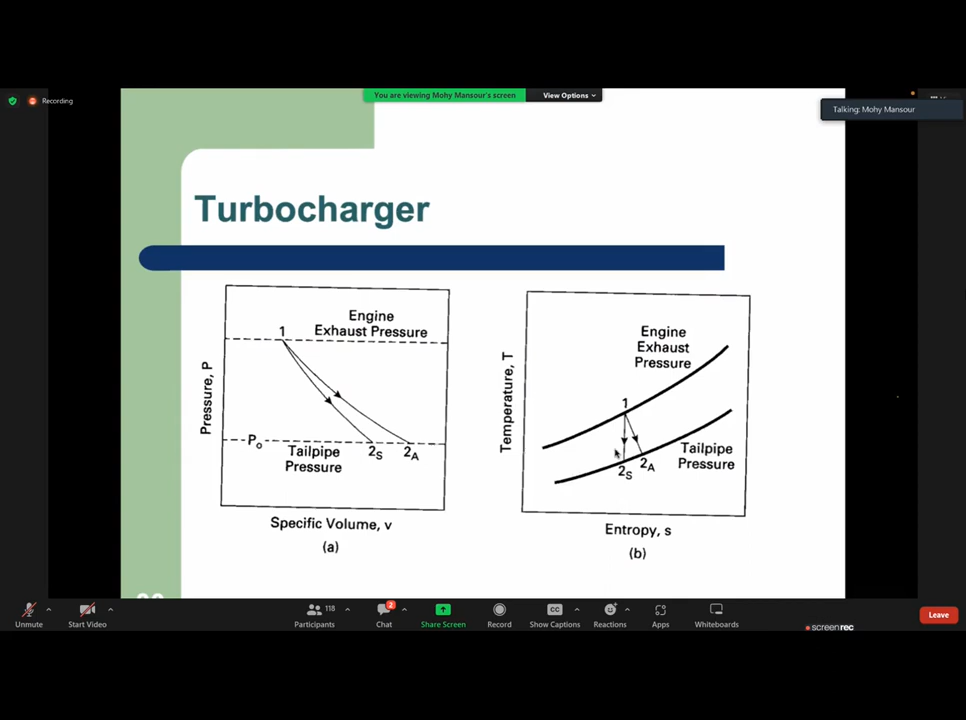 Recording
You are viewing Mohy Mansour's screen
View Options
Talking: Mohy Mansour
Turbocharger
Engine
Exhaust Pressure
1
Pressure, P
Po
Tailpipe
Pressure
2S
2A
Specific Volume, v
(a)
Engine
Exhaust
Pressure
1
Temperature, T
2S
2A
Tailpipe
Pressure
Entropy, s
(b)
Unmute
Start Video
118
Participants
2
Chat
Share Screen
Record
CC
Show Captions
Reactions
Apps
Whiteboards
Leave
screenrec